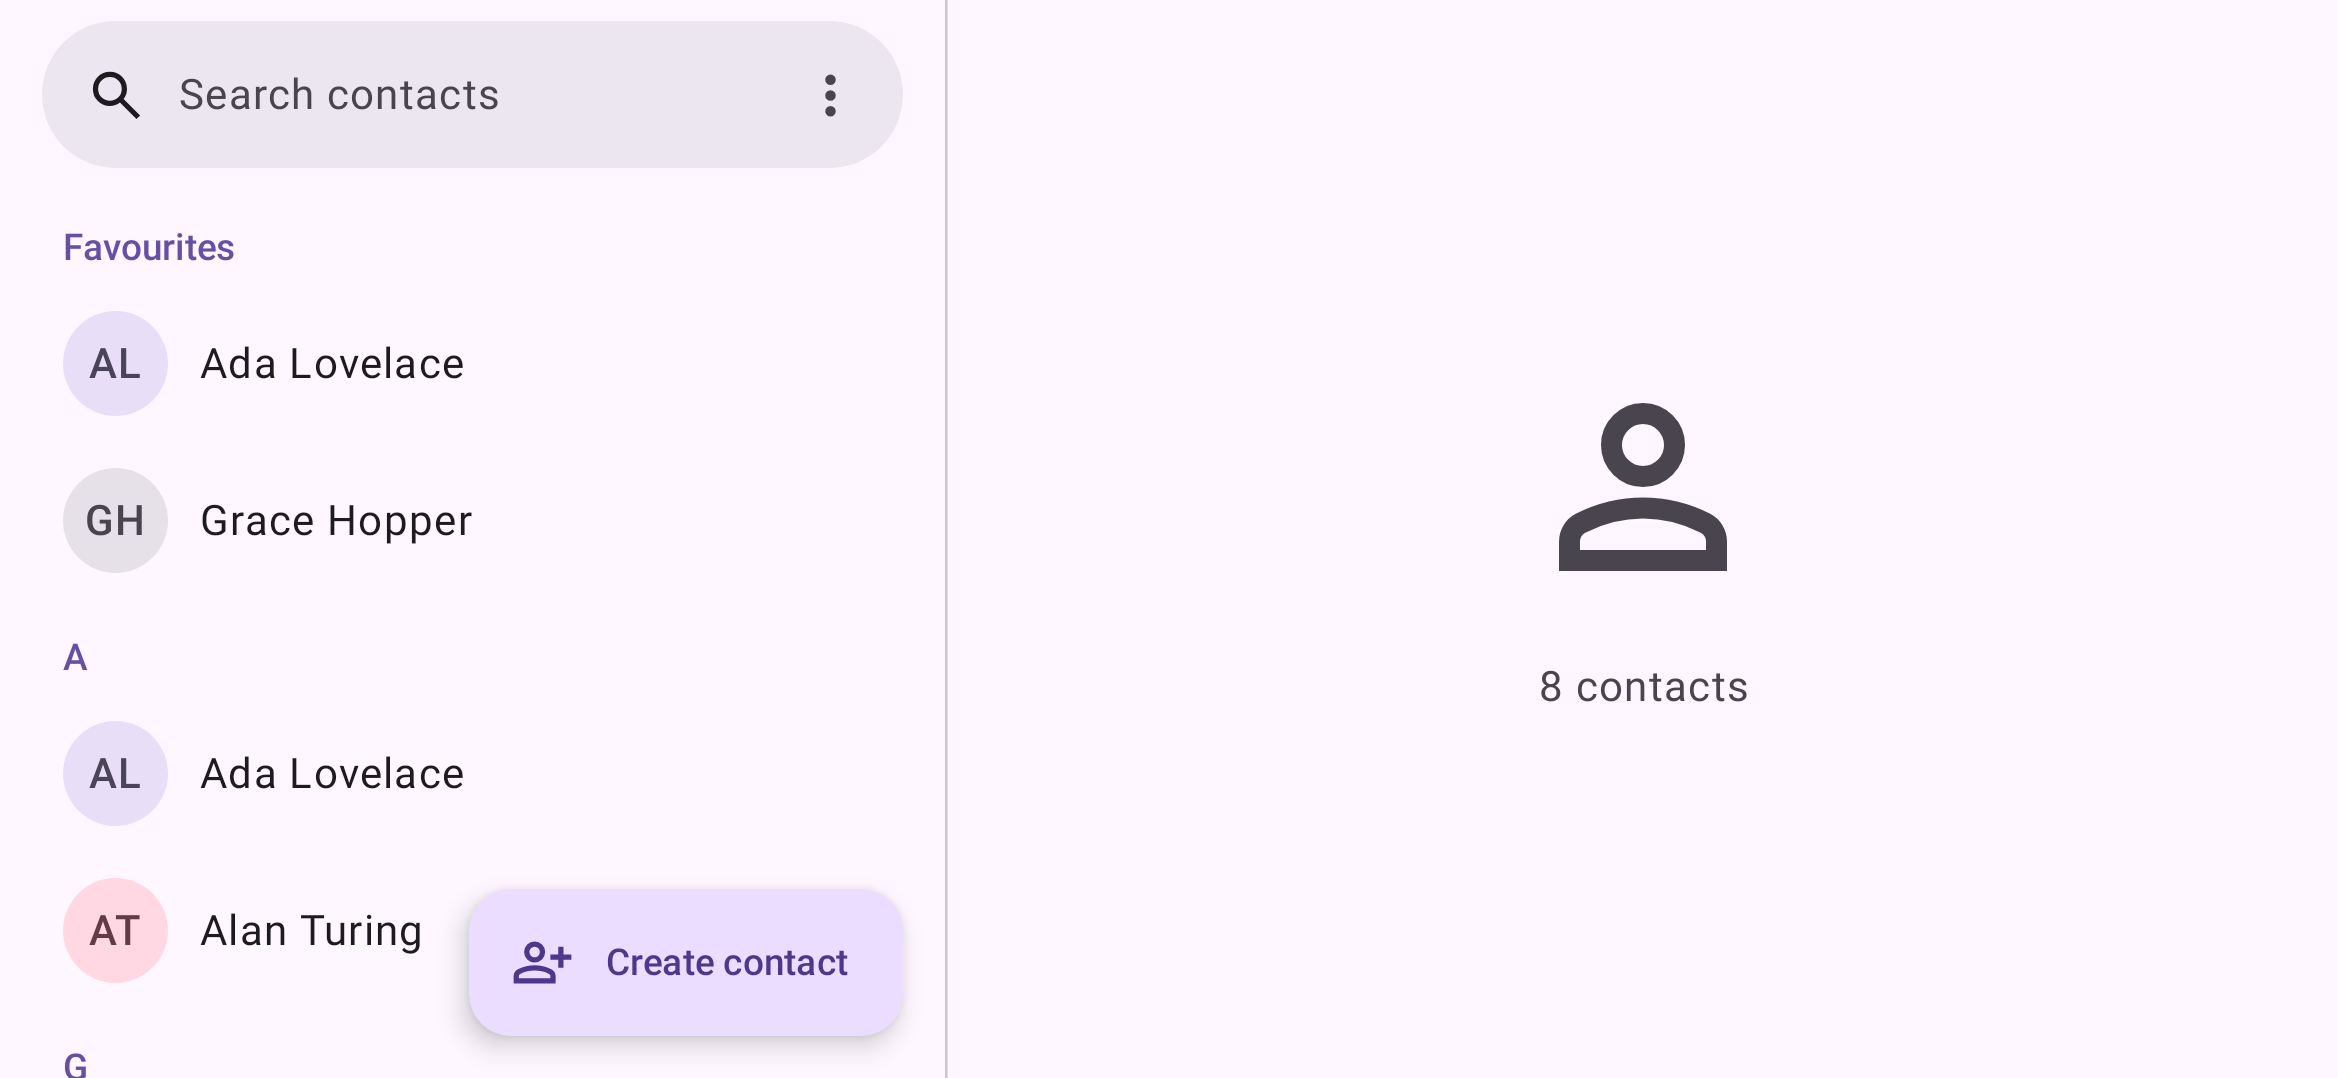 Search contacts
Favourites
AL Ada Lovelace
GH Grace Hopper
A
AL Ada Lovelace
AT Alan Turing
Create contact
G
8 contacts